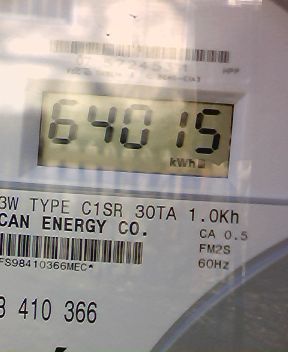 64015
kWh
3W TYPE C1SR 30TA 1.0Kh
CAN ENERGY CO.
CA 0.5
FM2S
FS98410366MEC*
60Hz
8 410 366